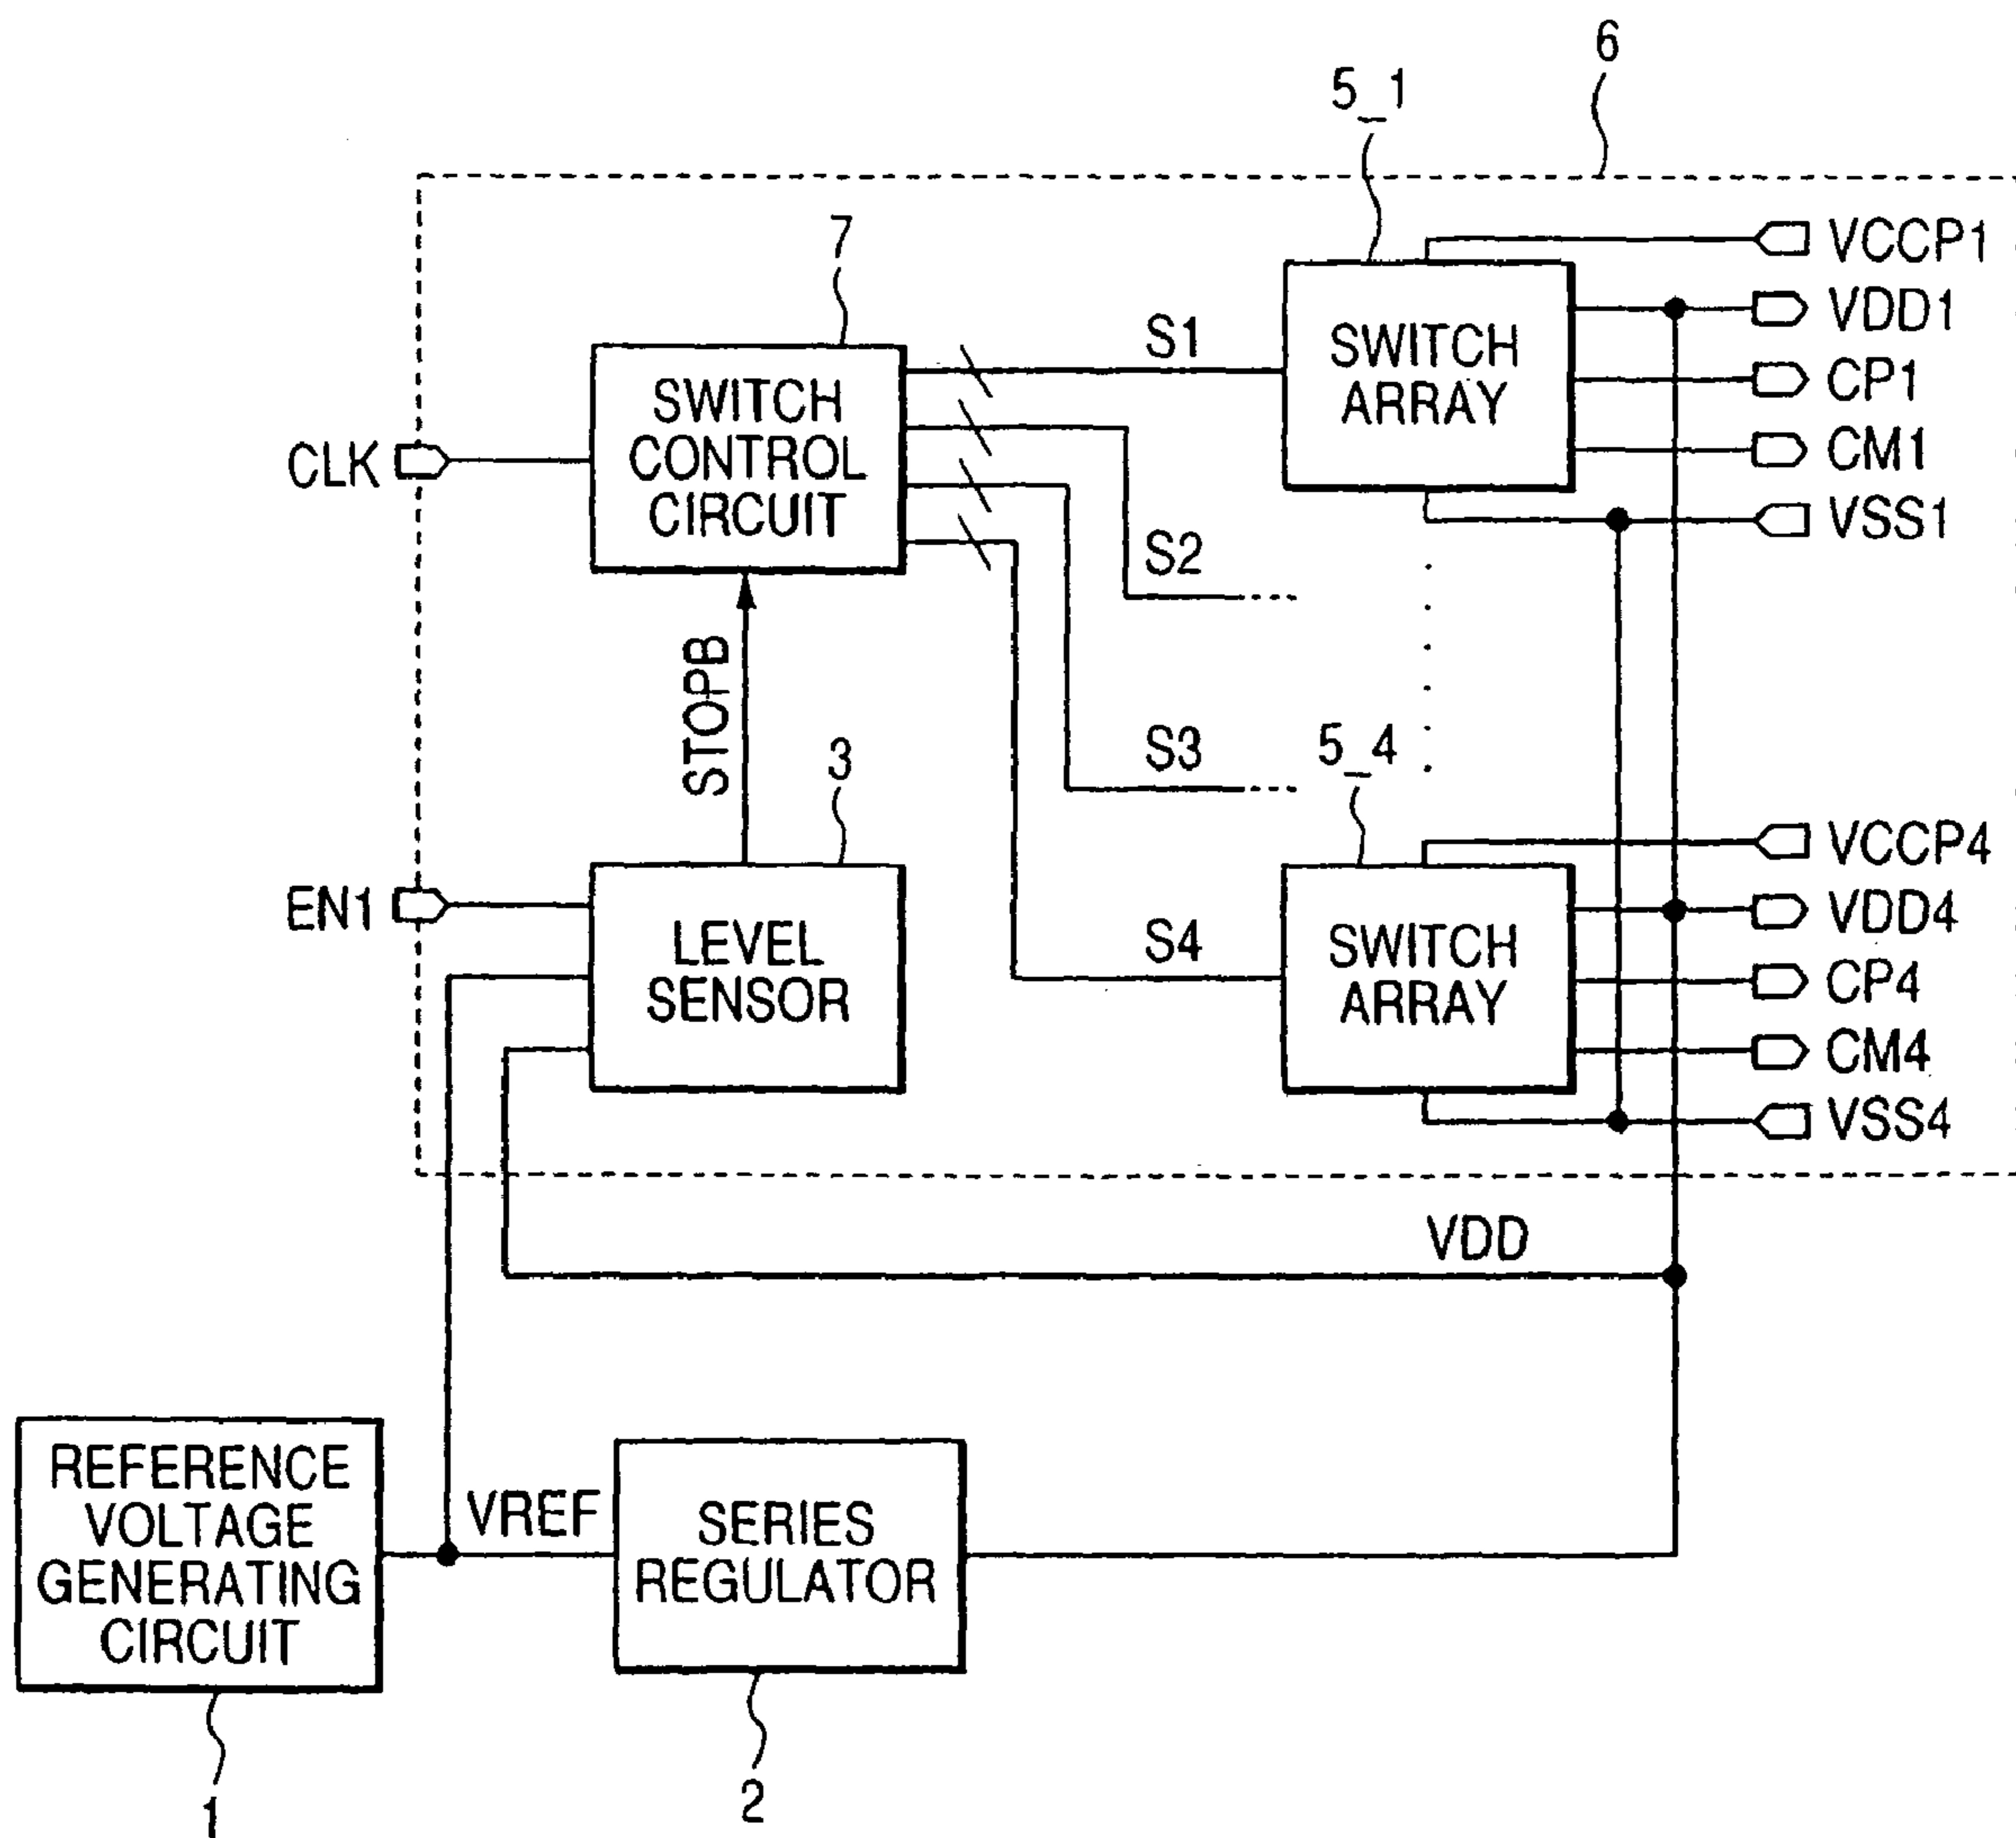 6
5_1
VCCP1
7
VDD1
S1
SWITCH
ARRAY
SWITCH
CONTROL
CIRCUIT
CP1
CLK
CM1
VSS1
S2
STOPB
S3
5_4
3
VCCP4
EN1
VDD4
LEVEL
SENSOR
S4
SWITCH
ARRAY
CP4
CM4
VSS4
VDD
REFERENCE
VOLTAGE
GENERATING
CIRCUIT
VREF
SERIES
REGULATOR
1
2